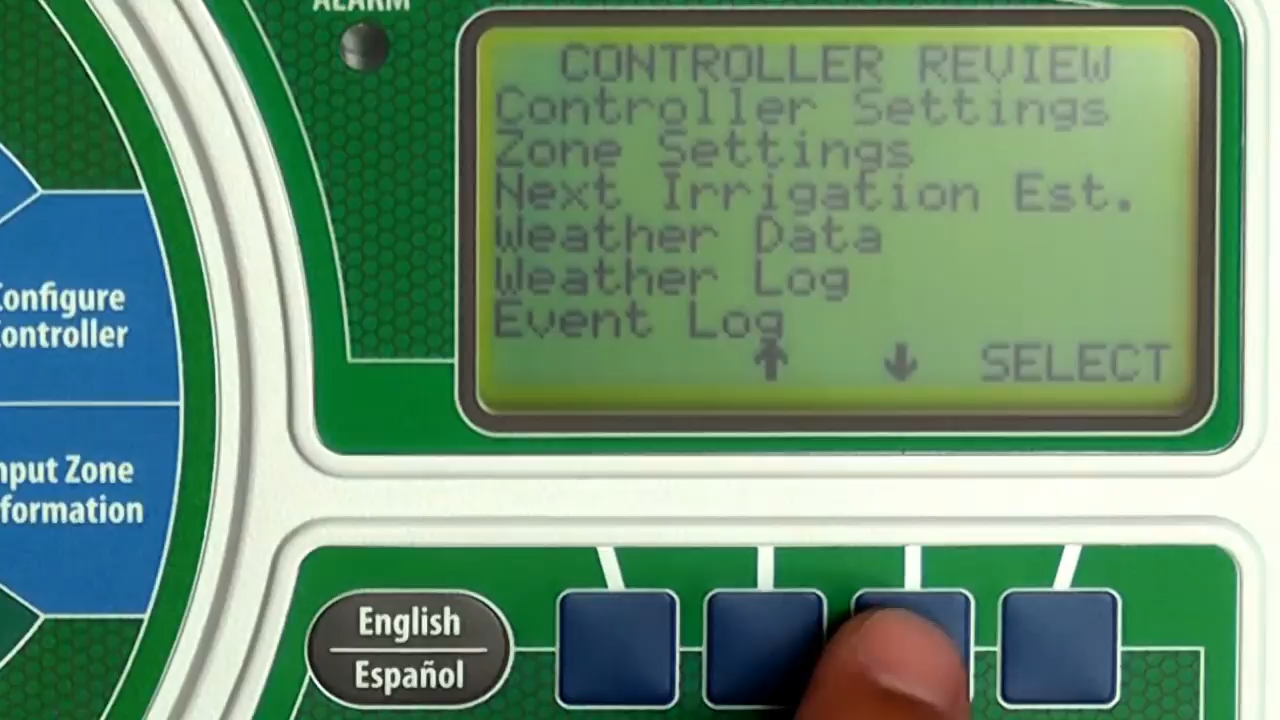 ALARM
CONTROLLER REVIEW
Controller Settings
Zone Settings
Next Irrigation Est.
Weather Data
Weather Log
Event Log
↑ ↓ SELECT
Configure
Controller
Input Zone
Information
English
Español